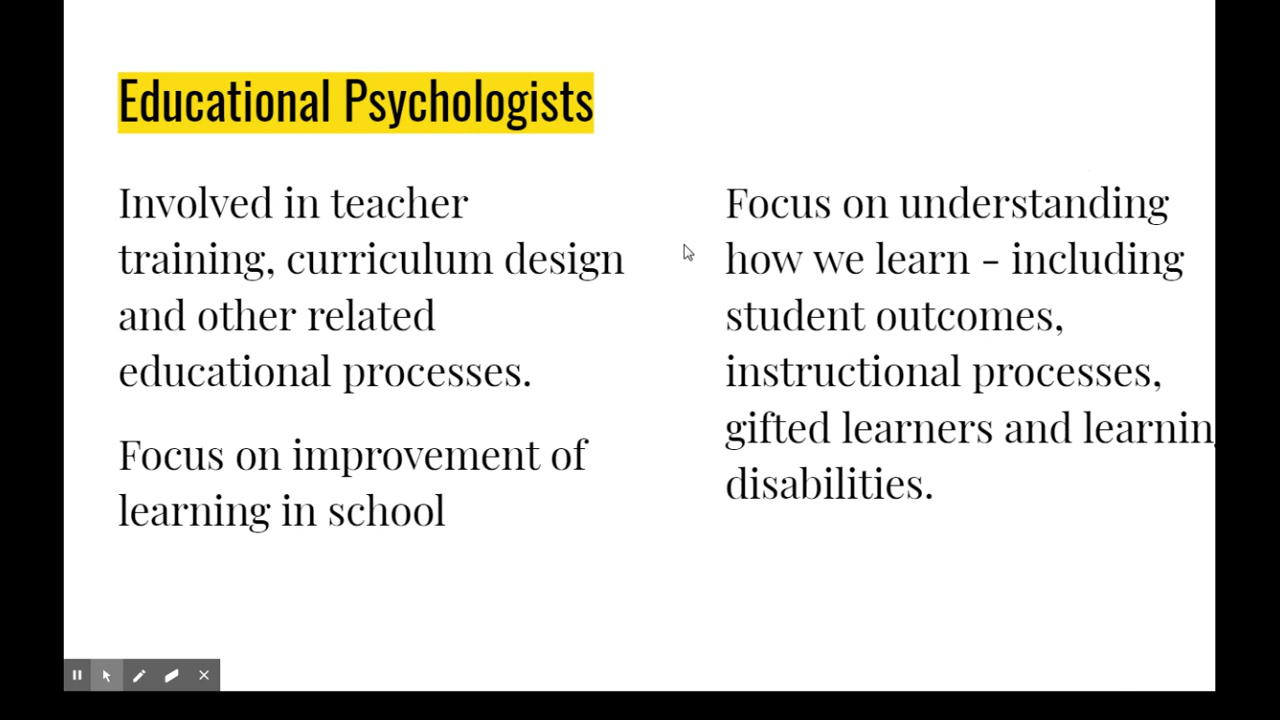 Educational Psychologists
Involved in teacher
training, curriculum design
and other related
educational processes.
Focus on improvement of
learning in school
Focus on understanding
how we learn - including
student outcomes,
instructional processes,
gifted learners and learning
disabilities.